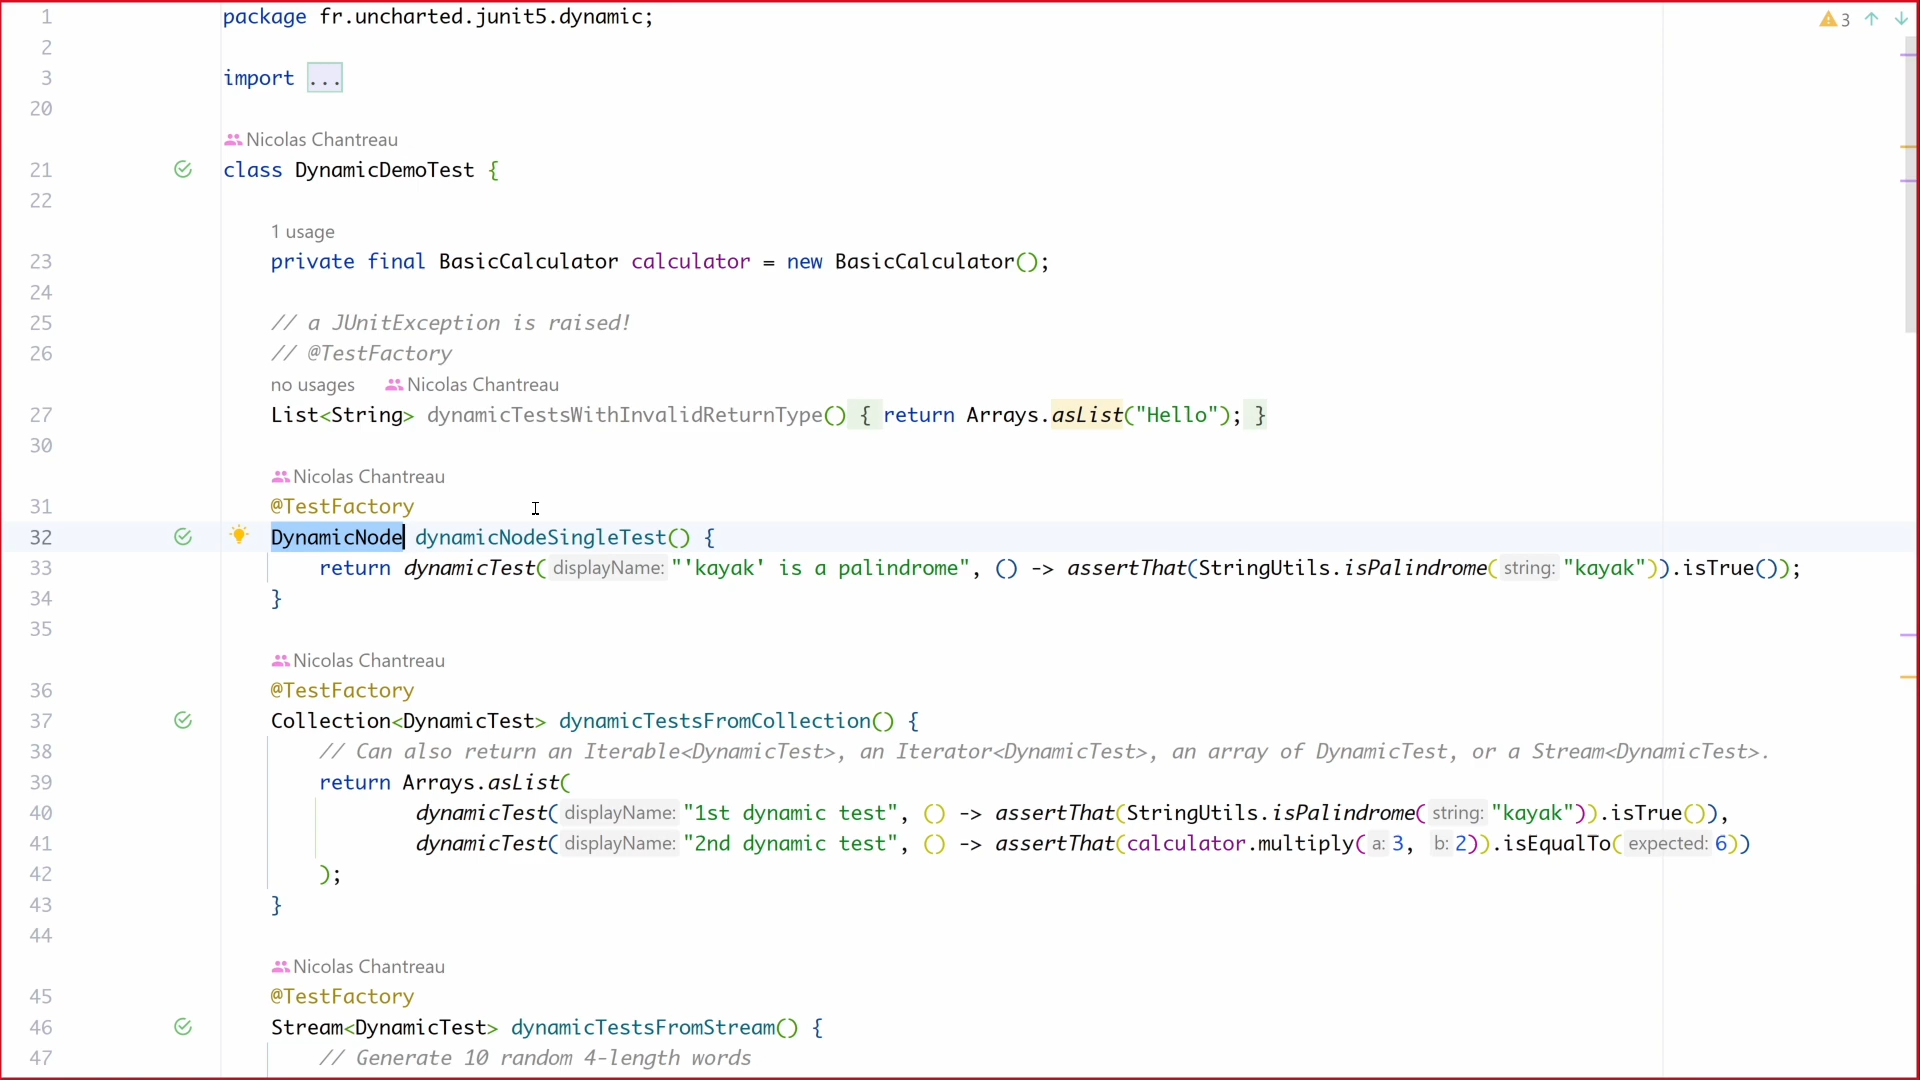 1 package fr.uncharted.junit5.dynamic;
2
3 import ...
20
Nicolas Chantreau
21 class DynamicDemoTest {
22
1 usage
23 private final BasicCalculator calculator = new BasicCalculator();
24
25 // a JUnitException is raised!
26 // @TestFactory
no usages Nicolas Chantreau
27 List<String> dynamicTestsWithInvalidReturnType() { return Arrays.asList("Hello"); }
30
Nicolas Chantreau
31 @TestFactory
32 DynamicNode dynamicNodeSingleTest() {
33 return dynamicTest( displayName: "'kayak' is a palindrome", () -> assertThat(StringUtils.isPalindrome( string: "kayak")).isTrue());
34 }
35
Nicolas Chantreau
36 @TestFactory
37 Collection<DynamicTest> dynamicTestsFromCollection() {
38 // Can also return an Iterable<DynamicTest>, an Iterator<DynamicTest>, an array of DynamicTest, or a Stream<DynamicTest>.
39 return Arrays.asList(
40 dynamicTest( displayName: "1st dynamic test", () -> assertThat(StringUtils.isPalindrome( string: "kayak")).isTrue()),
41 dynamicTest( displayName: "2nd dynamic test", () -> assertThat(calculator.multiply( a: 3, b: 2)).isEqualTo( expected: 6))
42 );
43 }
44
Nicolas Chantreau
45 @TestFactory
46 Stream<DynamicTest> dynamicTestsFromStream() {
47 // Generate 10 random 4-length words
3